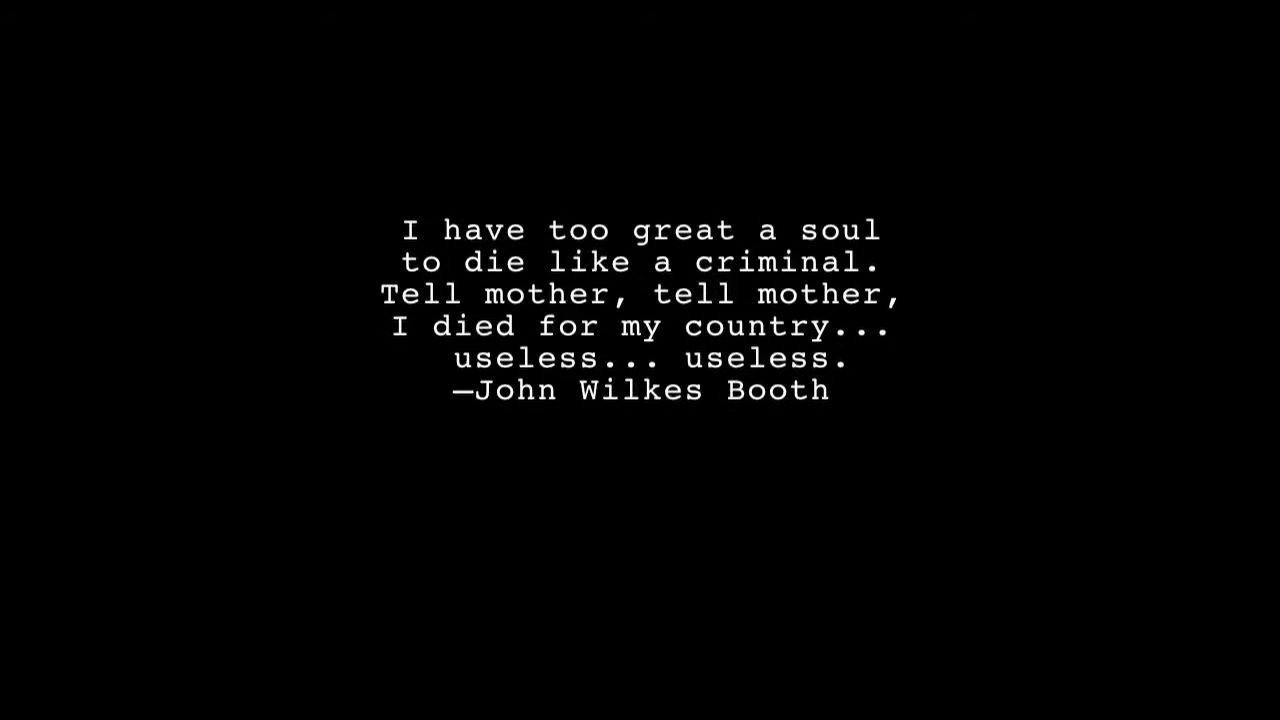 I have too great a soul
to die like a criminal.
Tell mother, tell mother,
I died for my country...
useless... useless.
—John Wilkes Booth